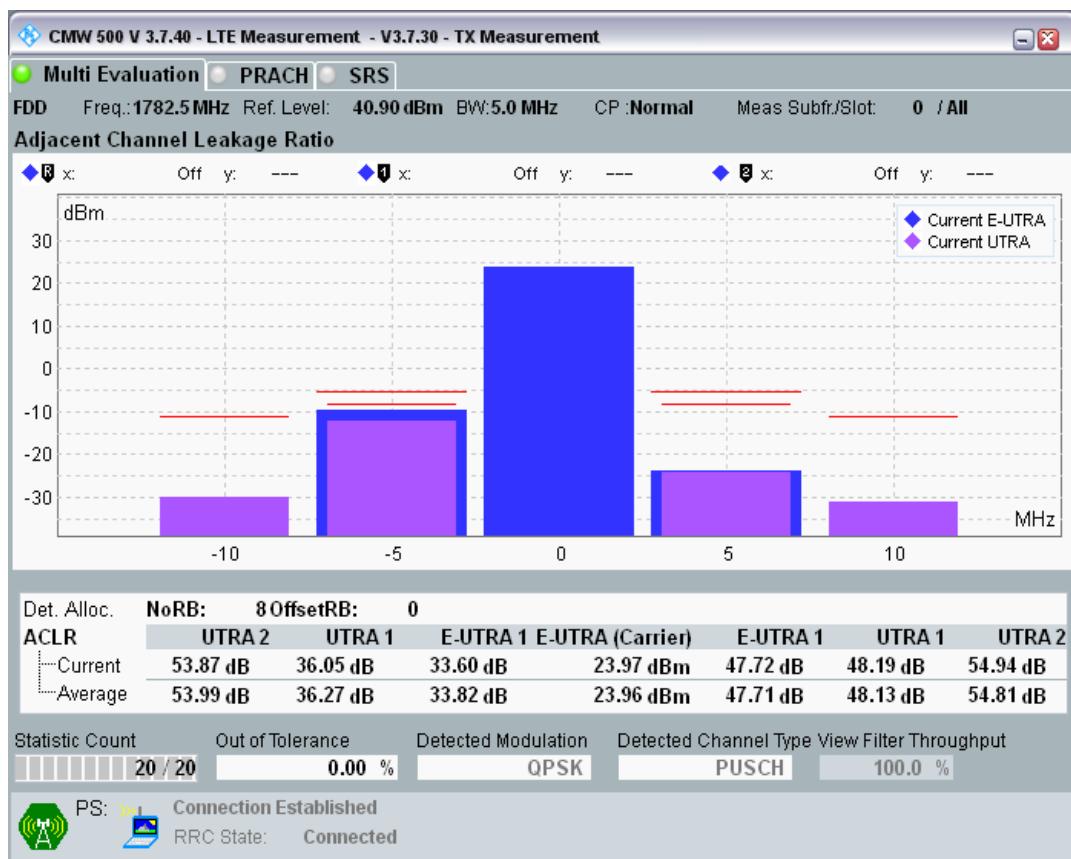 CMW 500 V 3.7.40 - LTE Measurement - V3.7.30 - TX Measurement
Multi Evaluation PRACH SRS
FDD Freq.: 1782.5 MHz Ref. Level: 40.90 dBm BW: 5.0 MHz CP : Normal Meas Subfr./Slot: 0 / All
Adjacent Channel Leakage Ratio
R x: Off y: --- 1 x: Off y: --- 2 x: Off y: ---
dBm
Current E-UTRA
Current UTRA
30
20
10
0
-10
-20
-30
MHz
-10 -5 0 5 10
Det. Alloc. NoRB: 8 OffsetRB: 0
ACLR UTRA 2 UTRA 1 E-UTRA 1 E-UTRA (Carrier) E-UTRA 1 UTRA 1 UTRA 2
Current 53.87 dB 36.05 dB 33.60 dB 23.97 dBm 47.72 dB 48.19 dB 54.94 dB
Average 53.99 dB 36.27 dB 33.82 dB 23.96 dBm 47.71 dB 48.13 dB 54.81 dB
Statistic Count Out of Tolerance Detected Modulation Detected Channel Type View Filter Throughput
20 / 20 0.00 % QPSK PUSCH 100.0 %
PS: Connection Established
RRC State: Connected